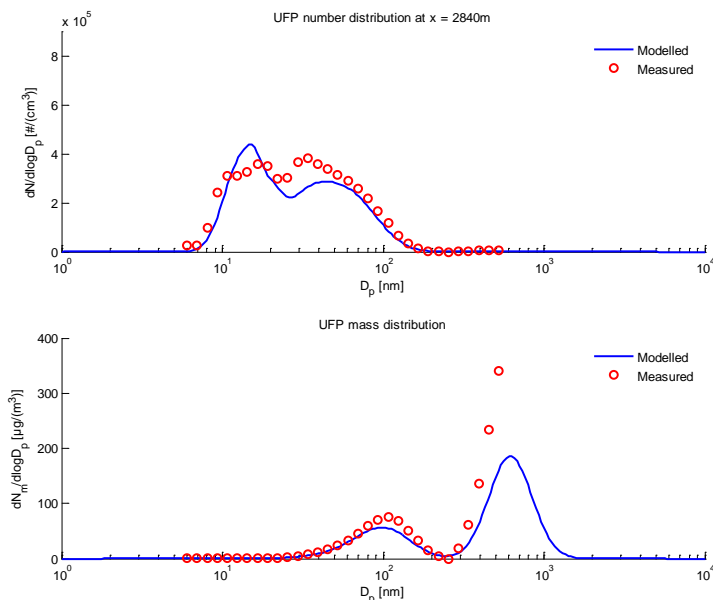 UFP number distribution at x = 2840m
x 10^5
8
6
4
2
0
dN/dlogD_p [#/(cm^3)]
Modelled
Measured
10^0 10^1 10^2 10^3 10^4
D_p [nm]
UFP mass distribution
400
300
200
100
0
dN_m/dlogD_p [µg/(m^3)]
Modelled
Measured
10^0 10^1 10^2 10^3 10^4
D_p [nm]